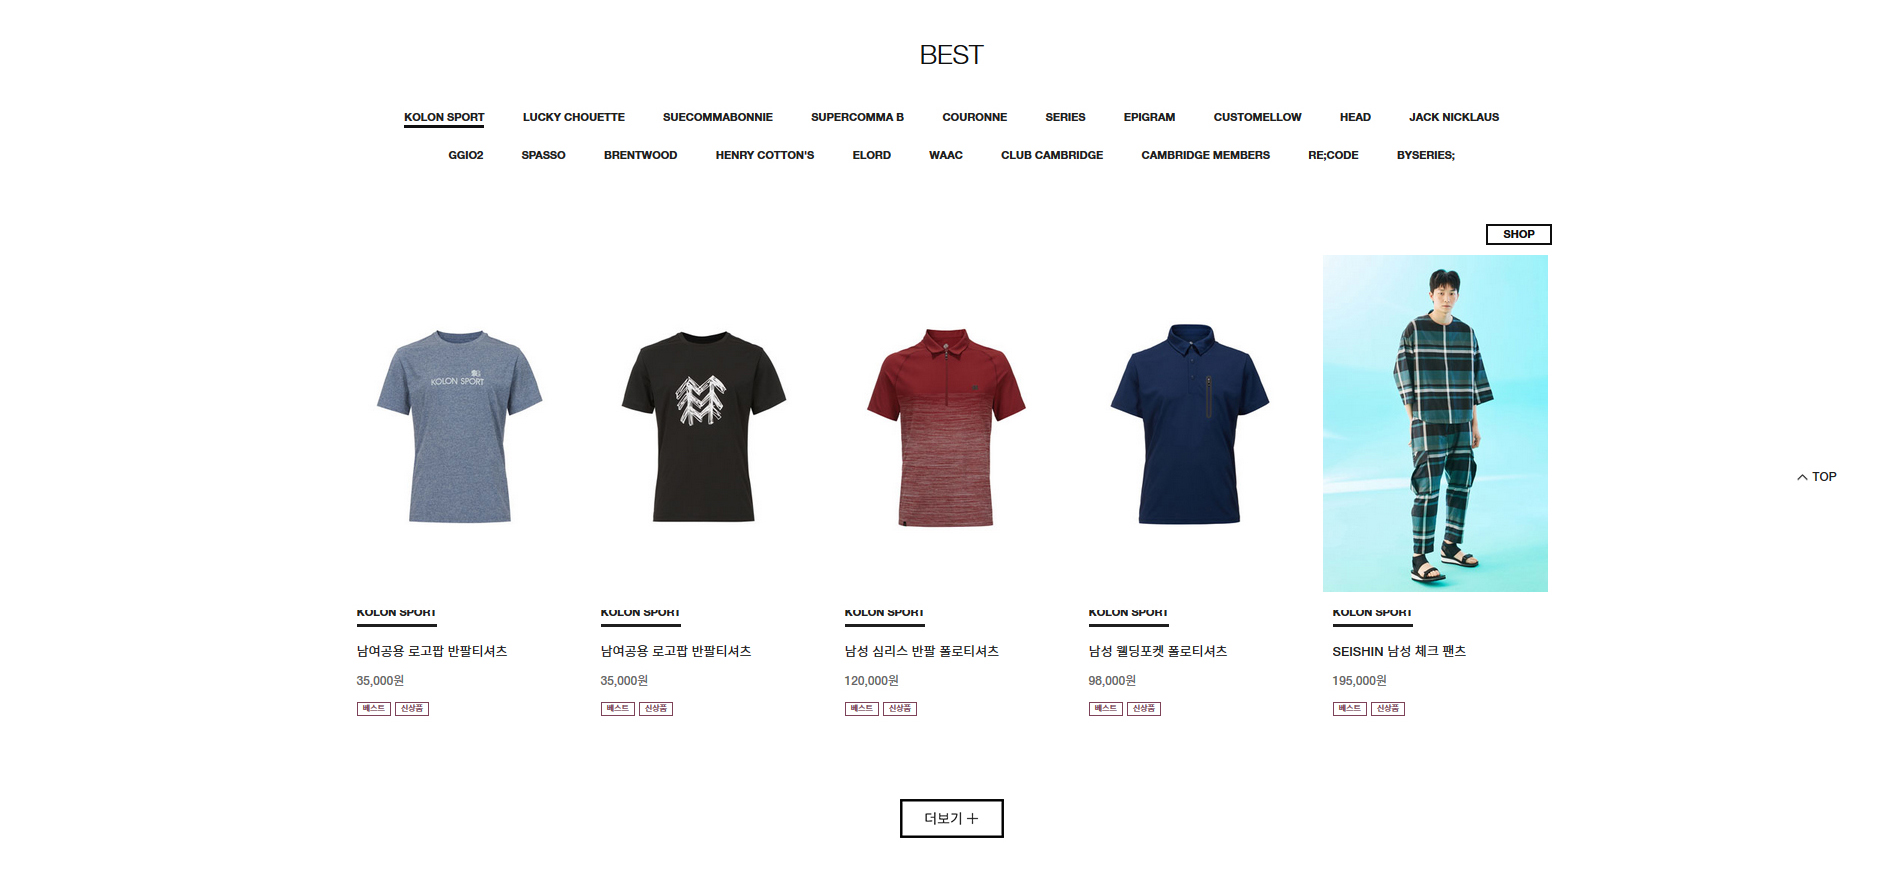 BEST
KOLON SPORT LUCKY CHOUETTE SUECOMMABONNIE SUPERCOMMA B COURONNE SERIES EPIGRAM CUSTOMELLOW HEAD JACK NICKLAUS
GGIO2 SPASSO BRENTWOOD HENRY COTTON'S ELORD WAAC CLUB CAMBRIDGE CAMBRIDGE MEMBERS RE;CODE BYSERIES;
SHOP
KOLON SPORT
TOP
KOLON SPORT KOLON SPORT KOLON SPORT KOLON SPORT KOLON SPORT
남여공용 로고팝 반팔티셔츠 남여공용 로고팝 반팔티셔츠 남성 심리스 반팔 폴로티셔츠 남성 웰딩포켓 폴로티셔츠 SEISHIN 남성 체크 팬츠
35,000원 35,000원 120,000원 98,000원 195,000원
베스트 신상품 베스트 신상품 베스트 신상품 베스트 신상품 베스트 신상품
더보기 +